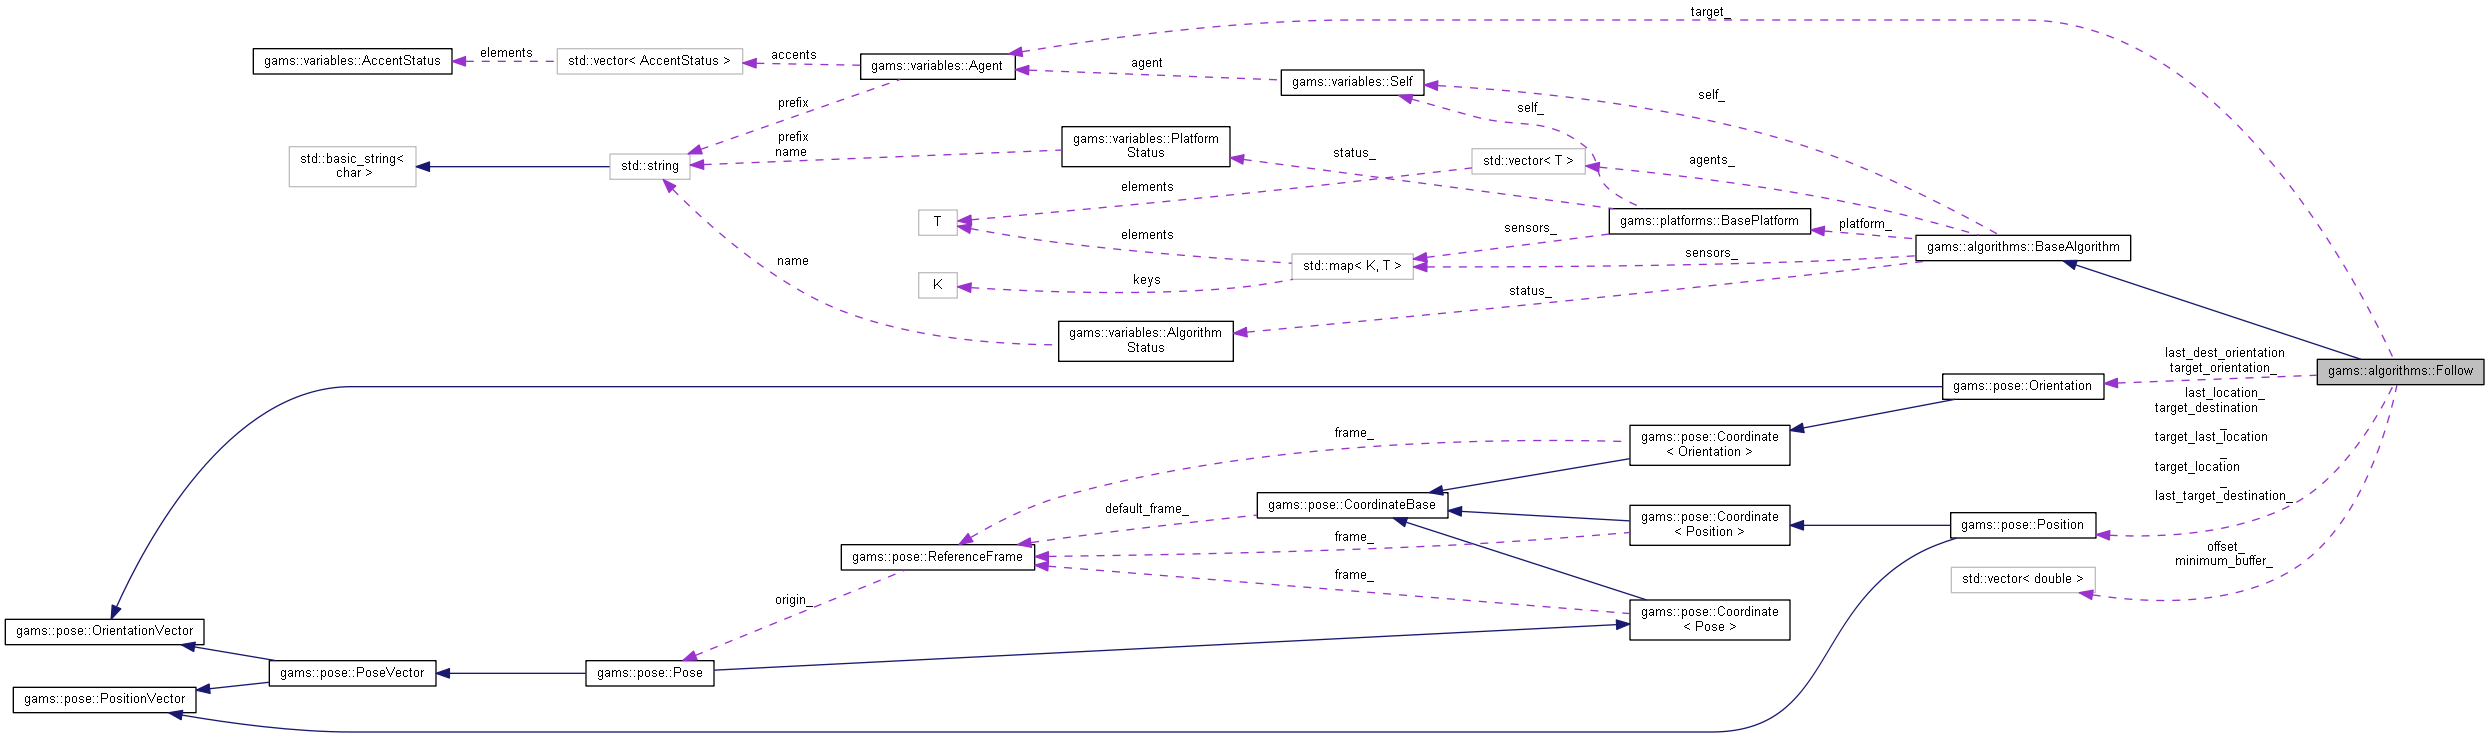 target_
gams::variables::AccentStatus
elements
std::vector< AccentStatus >
accents
gams::variables::Agent
agent
gams::variables::Self
self_
self_
prefix
prefix
name
gams::variables::Platform
Status
status_
std::vector< T >
agents_
std::basic_string<
char >
std::string
elements
T
elements
gams::platforms::BasePlatform
platform_
sensors_
gams::algorithms::BaseAlgorithm
sensors_
name
K
keys
std::map< K, T >
status_
gams::variables::Algorithm
Status
last_dest_orientation
target_orientation_
gams::algorithms::Follow
gams::pose::Orientation
last_location_
target_destination
_
target_last_location
_
target_location
_
last_target_destination_
frame_
gams::pose::Coordinate
< Orientation >
default_frame_
gams::pose::CoordinateBase
gams::pose::Coordinate
< Position >
gams::pose::Position
frame_
gams::pose::ReferenceFrame
offset_
minimum_buffer_
std::vector< double >
frame_
origin_
gams::pose::Coordinate
< Pose >
gams::pose::OrientationVector
gams::pose::PoseVector
gams::pose::Pose
gams::pose::PositionVector